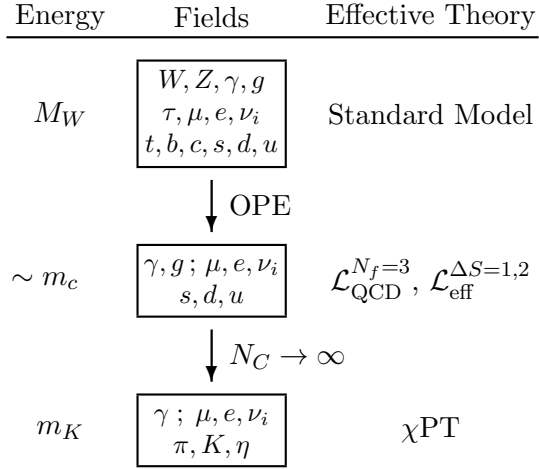 Energy Fields Effective Theory
W, Z, γ, g
M_W τ, μ, e, ν_i Standard Model
t, b, c, s, d, u
OPE
γ, g ; μ, e, ν_i
∼ m_c s, d, u ℒ_QCD^{N_f=3}, ℒ_eff^{ΔS=1,2}
N_C → ∞
γ ; μ, e, ν_i
m_K π, K, η χPT